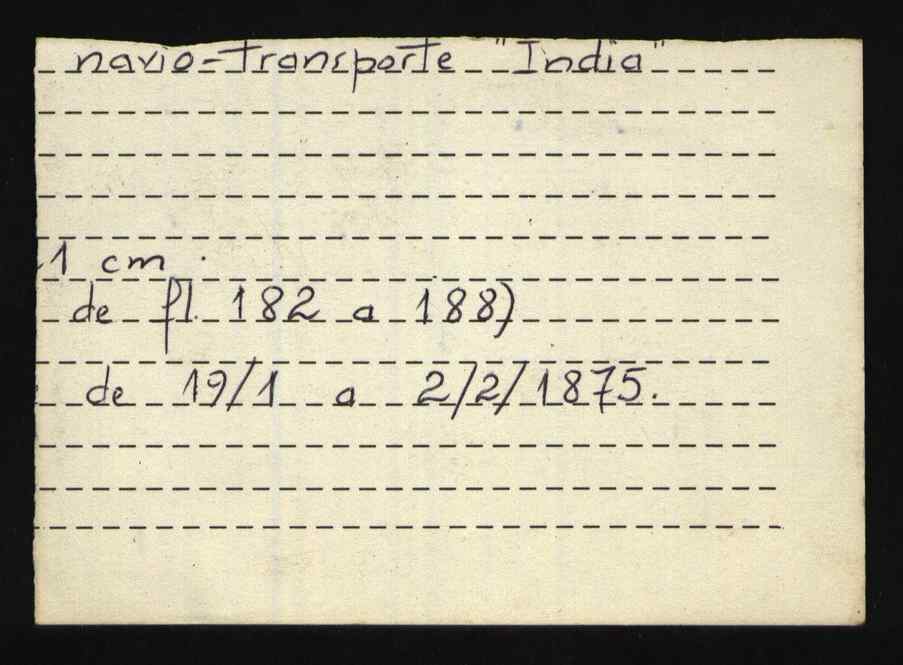 navio-transporte "India"
1 cm.
de fl. 182 a 188)
de 19/1 a 2/2/1875.